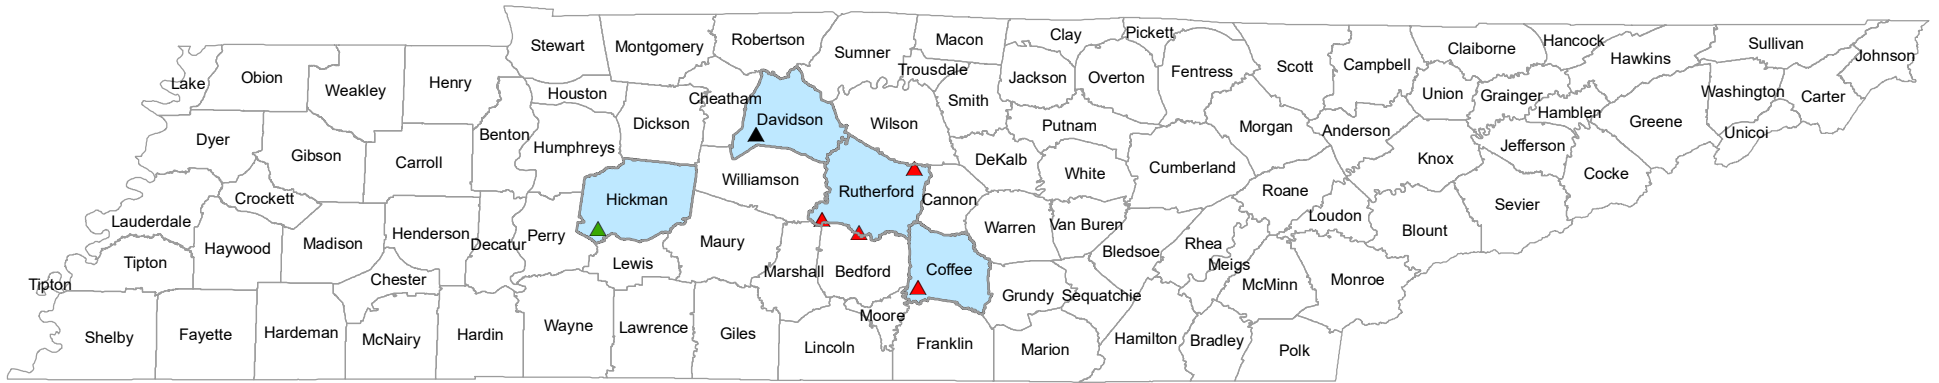 Stewart
Montgomery
Robertson
Sumner
Macon
Clay
Pickett
Trousdale
Jackson
Overton
Fentress
Scott
Campbell
Claiborne
Hancock
Hawkins
Sullivan
Johnson
Lake
Obion
Weakley
Henry
Houston
Cheatham
Smith
Union
Grainger
Hamblen
Washington
Carter
Dyer
Gibson
Carroll
Benton
Humphreys
Dickson
Davidson
Wilson
Putnam
Morgan
Anderson
Greene
Unicoi
DeKalb
White
Cumberland
Knox
Jefferson
Cocke
Lauderdale
Crockett
Hickman
Williamson
Rutherford
Cannon
Roane
Loudon
Sevier
Blount
Haywood
Madison
Henderson
Decatur
Perry
Lewis
Maury
Warren
Van Buren
Bledsoe
Rhea
Meigs
McMinn
Monroe
Tipton
Tipton
Chester
Marshall
Bedford
Coffee
Grundy
Sequatchie
Shelby
Fayette
Hardeman
McNairy
Hardin
Wayne
Lawrence
Giles
Lincoln
Moore
Franklin
Marion
Hamilton
Bradley
Polk